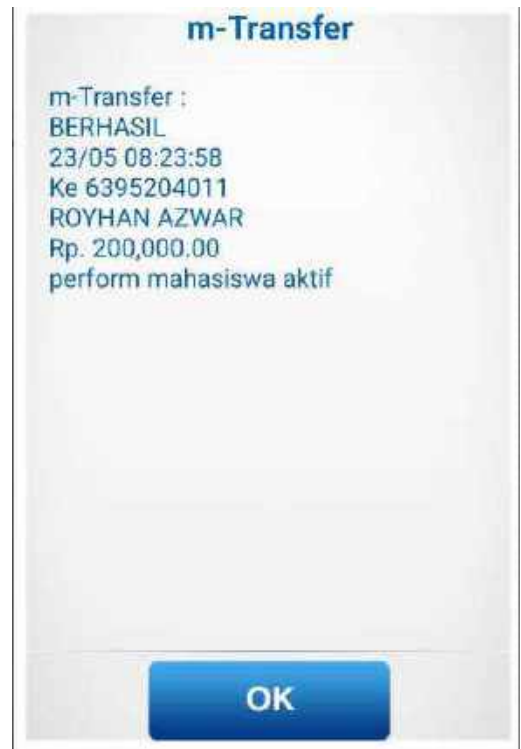 m-Transfer
m-Transfer :
BERHASIL
23/05 08:23:58
Ke 6395204011
ROYHAN AZWAR
Rp. 200,000.00
perform mahasiswa aktif
OK